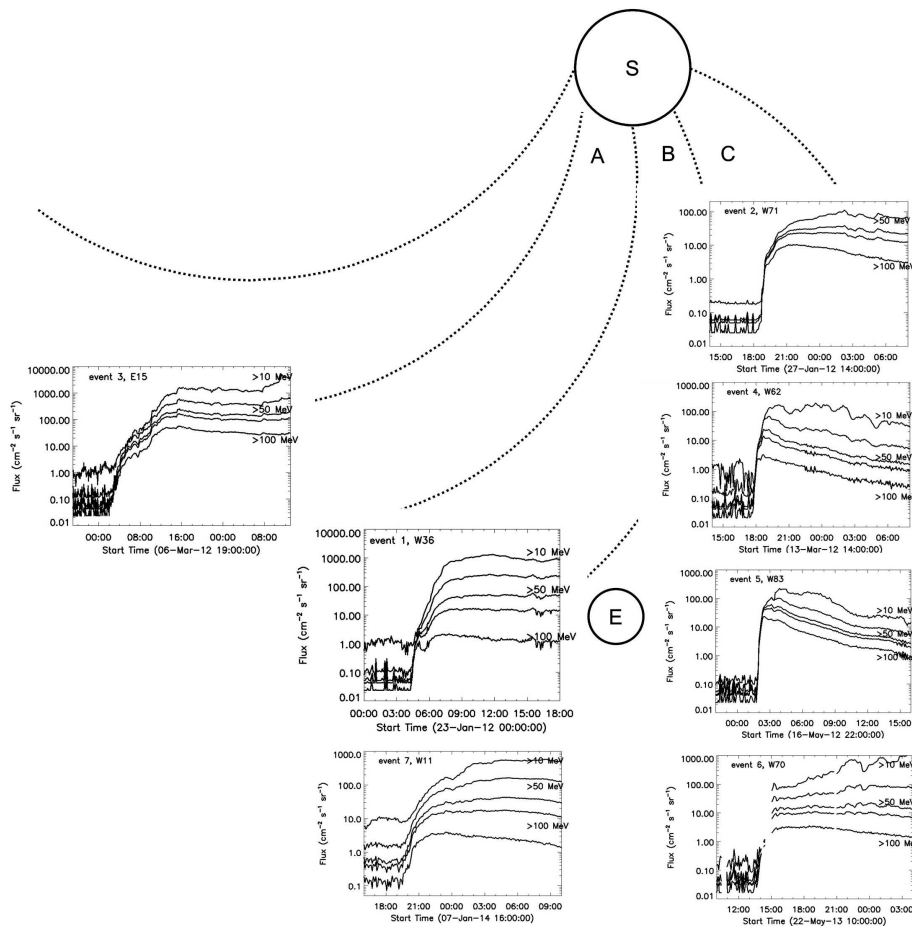 S
A
B
C
event 2, W71
100.00
10.00
1.00
0.10
0.01
>50 MeV
>100 MeV
Flux (cm⁻² s⁻¹ sr⁻¹)
14:00 18:00 21:00 00:00 03:00 06:00
Start Time (27-Jan-12 14:00:00)
event 3, E15
10000.00
1000.00
100.00
10.00
1.00
0.10
0.01
>10 MeV
>50 MeV
>100 MeV
Flux (cm⁻² s⁻¹ sr⁻¹)
00:00 08:00 16:00 00:00 08:00
Start Time (06-Mar-12 19:00:00)
event 4, W62
1000.00
100.00
10.00
1.00
0.10
0.01
>10 MeV
>50 MeV
>100 MeV
Flux (cm⁻² s⁻¹ sr⁻¹)
14:00 18:00 21:00 00:00 03:00 06:00
Start Time (13-Mar-12 14:00:00)
event 1, W36
10000.00
1000.00
100.00
10.00
1.00
0.10
0.01
>10 MeV
>50 MeV
>100 MeV
Flux (cm⁻² s⁻¹ sr⁻¹)
00:00 03:00 06:00 09:00 12:00 15:00 18:00
Start Time (23-Jan-12 00:00:00)
E
event 5, W83
1000.00
100.00
10.00
1.00
0.10
0.01
>10 MeV
>50 MeV
>100 MeV
Flux (cm⁻² s⁻¹ sr⁻¹)
00:00 03:00 06:00 09:00 12:00 15:00
Start Time (16-May-12 22:00:00)
event 7, W11
1000.0
100.0
10.0
1.0
0.1
>10 MeV
>50 MeV
>100 MeV
Flux (cm⁻² s⁻¹ sr⁻¹)
18:00 21:00 00:00 03:00 06:00 09:00
Start Time (07-Jan-14 16:00:00)
event 6, W70
1000.00
100.00
10.00
1.00
0.10
0.01
>10 MeV
>50 MeV
>100 MeV
Flux (cm⁻² s⁻¹ sr⁻¹)
12:00 15:00 18:00 21:00 00:00 03:00
Start Time (22-May-13 10:00:00)